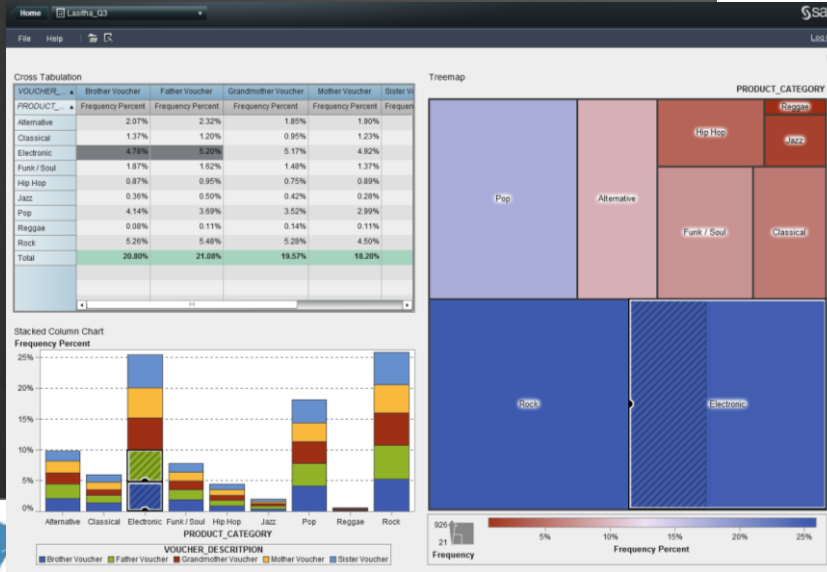 Home Lasitha_Q3
File Help
Cross Tabulation
VOUCHER_... Brother Voucher Father Voucher Grandmother Voucher Mother Voucher
PRODUCT_... Frequency Percent Frequency Percent Frequency Percent Frequency Percent
Alternative 2.07% 2.32% 1.85% 1.90%
Classical 1.37% 1.20% 0.95% 1.23%
Electronic 4.78% 5.20% 5.17% 4.92%
Funk / Soul 1.87% 1.62% 1.48% 1.37%
Hip Hop 0.87% 0.95% 0.75% 0.89%
Jazz 0.36% 0.50% 0.42% 0.28%
Pop 4.14% 3.69% 3.52% 2.99%
Reggae 0.08% 0.11% 0.14% 0.11%
Rock 5.26% 5.48% 5.28% 4.50%
Total 20.80% 21.08% 19.57% 18.20%
Stacked Column Chart
Frequency Percent
25%
20%
15%
10%
5%
0%
Alternative Classical Electronic Funk / Soul Hip Hop Jazz Pop Reggae Rock
PRODUCT_CATEGORY
VOUCHER_DESCRITPION
Brother Voucher Father Voucher Grandmother Voucher Mother Voucher Sister Voucher
Treemap
PRODUCT_CATEGORY
Reggae
Hip Hop
Jazz
Pop
Alternative
Funk / Soul
Classical
Rock
Electronic
926
21
Frequency
5% 10% 15% 20% 25%
Frequency Percent